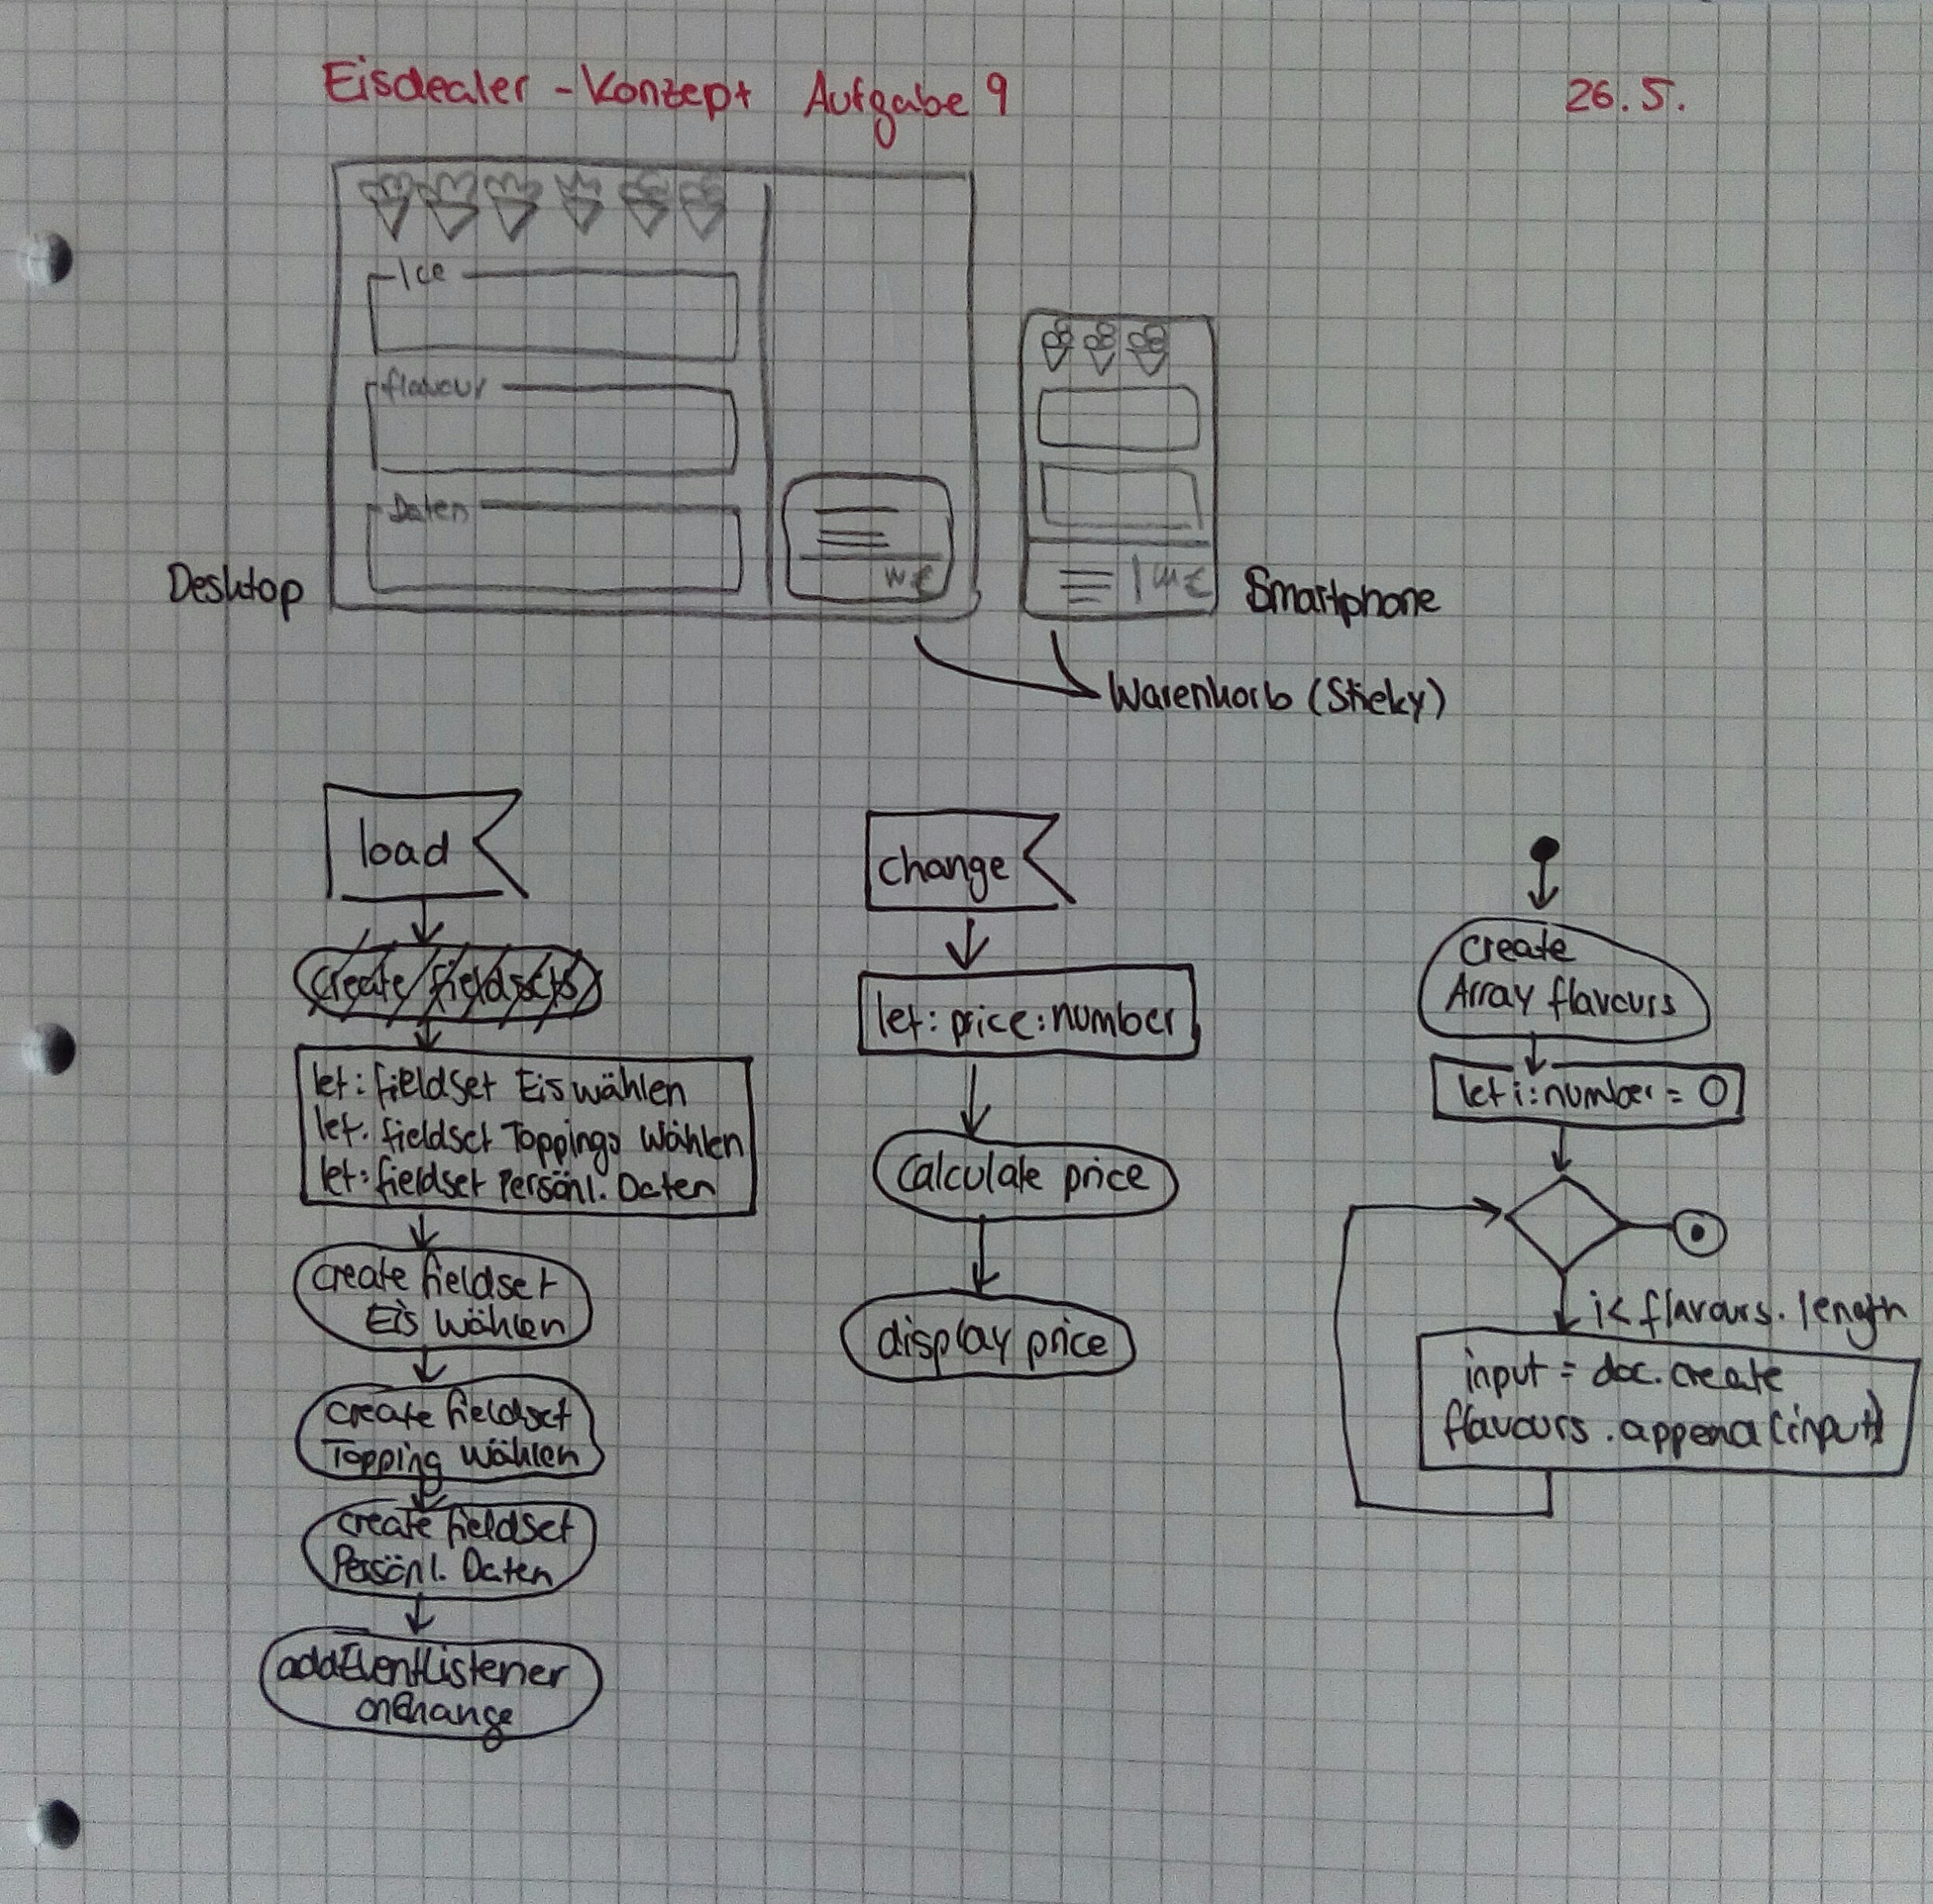 Eisdealer - Konzept Aufgabe 9
26.5.
Ice
flavour
Daten
Desktop
Smartphone
Warenkorb (Sticky)
load
create fieldsets
let: fieldset Eis wählen
let: fieldset Toppings wählen
let: fieldset Persönl. Daten
create fieldset
Eis wählen
create fieldset
Topping wählen
create fieldset
Persönl. Daten
addEventListener
onChange
change
let: price: number
calculate price
display price
create
Array flavours
let i: number = 0
i < flavours.length
input = doc.create
flavours.append(input)